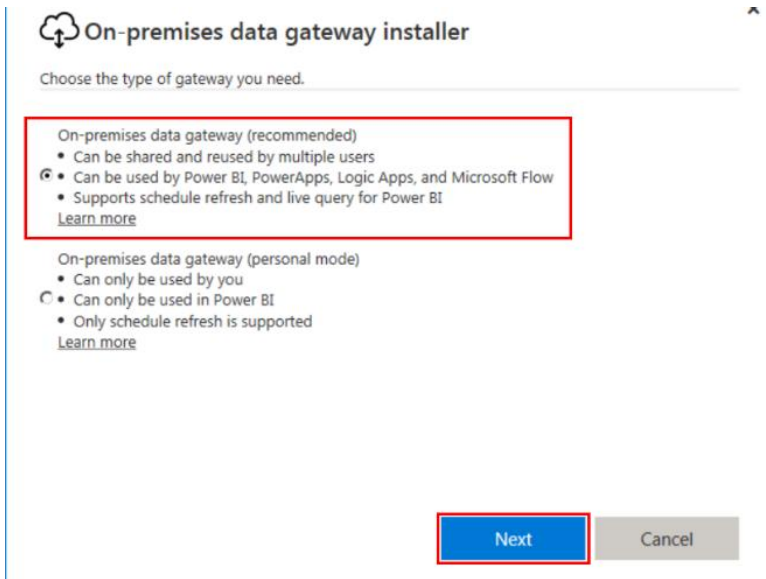 On-premises data gateway installer
Choose the type of gateway you need.
On-premises data gateway (recommended)
• Can be shared and reused by multiple users
• Can be used by Power BI, PowerApps, Logic Apps, and Microsoft Flow
• Supports schedule refresh and live query for Power BI
Learn more
On-premises data gateway (personal mode)
• Can only be used by you
• Can only be used in Power BI
• Only schedule refresh is supported
Learn more
Next Cancel